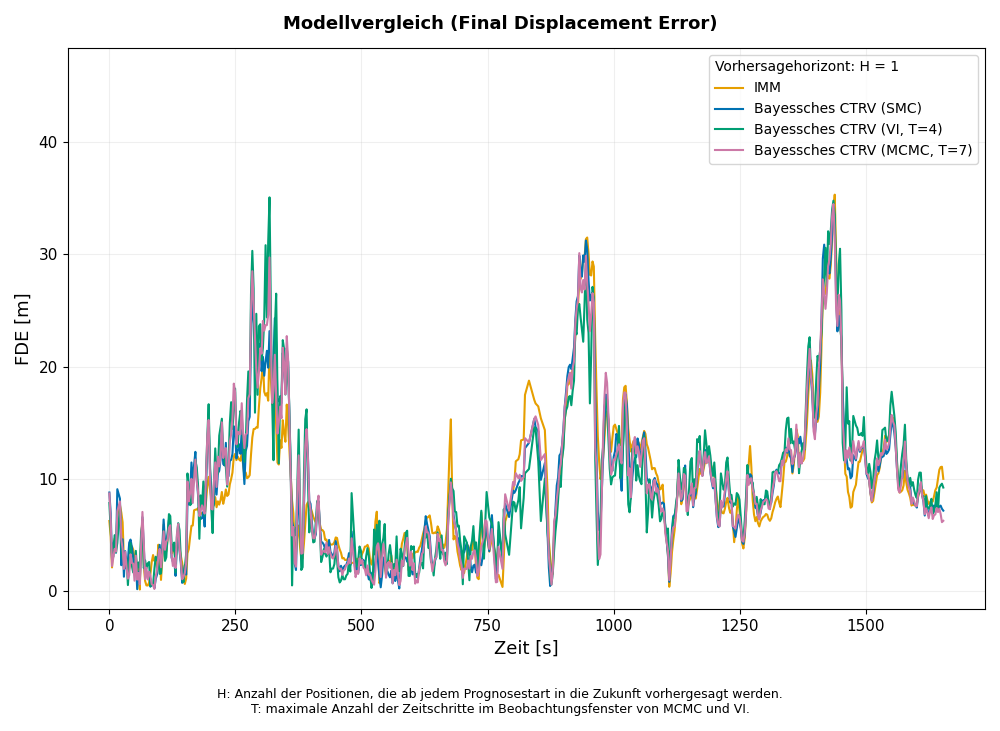 Modellvergleich (Final Displacement Error)
Vorhersagehorizont: H = 1
IMM
Bayessches CTRV (SMC)
Bayessches CTRV (VI, T=4)
Bayessches CTRV (MCMC, T=7)
FDE [m]
40
30
20
10
0
0 250 500 750 1000 1250 1500
Zeit [s]
H: Anzahl der Positionen, die ab jedem Prognosestart in die Zukunft vorhergesagt werden.
T: maximale Anzahl der Zeitschritte im Beobachtungsfenster von MCMC und VI.